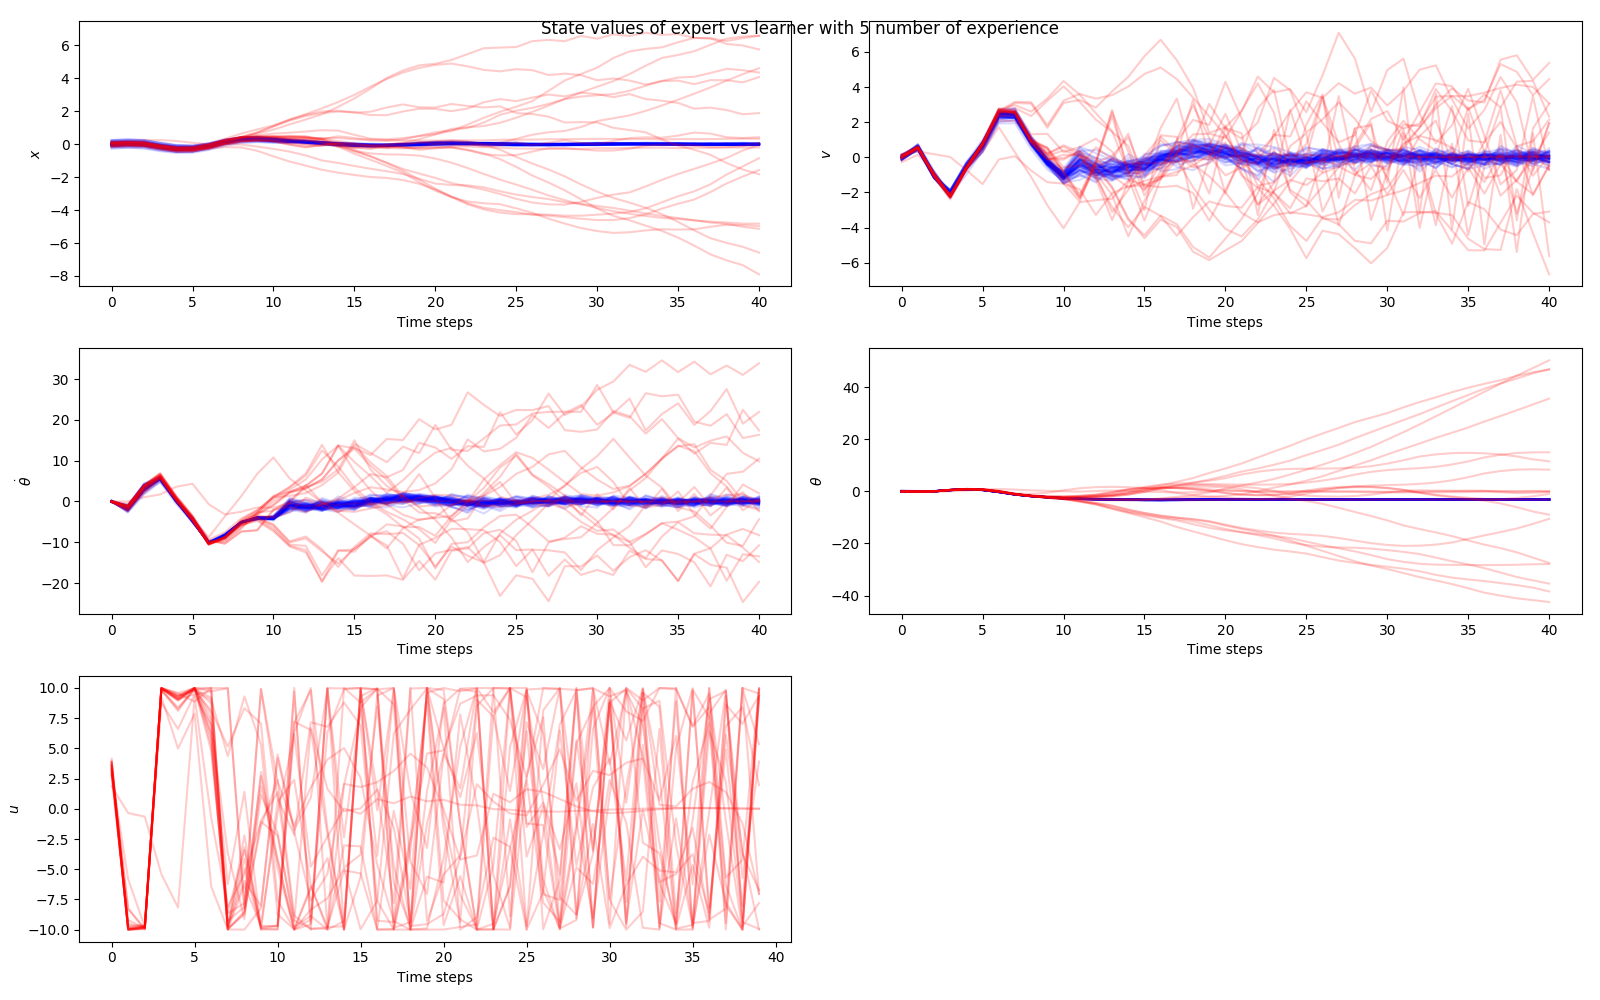 State values of expert vs learner with 5 number of experience
6
4
2
0
−2
−4
−6
−8
x
0 5 10 15 20 25 30 35 40
Time steps
6
4
2
0
−2
−4
−6
v
0 5 10 15 20 25 30 35 40
Time steps
30
20
10
0
−10
−20
θ̇
0 5 10 15 20 25 30 35 40
Time steps
40
20
0
−20
−40
θ
0 5 10 15 20 25 30 35 40
Time steps
10.0
7.5
5.0
2.5
0.0
−2.5
−5.0
−7.5
−10.0
u
0 5 10 15 20 25 30 35 40
Time steps